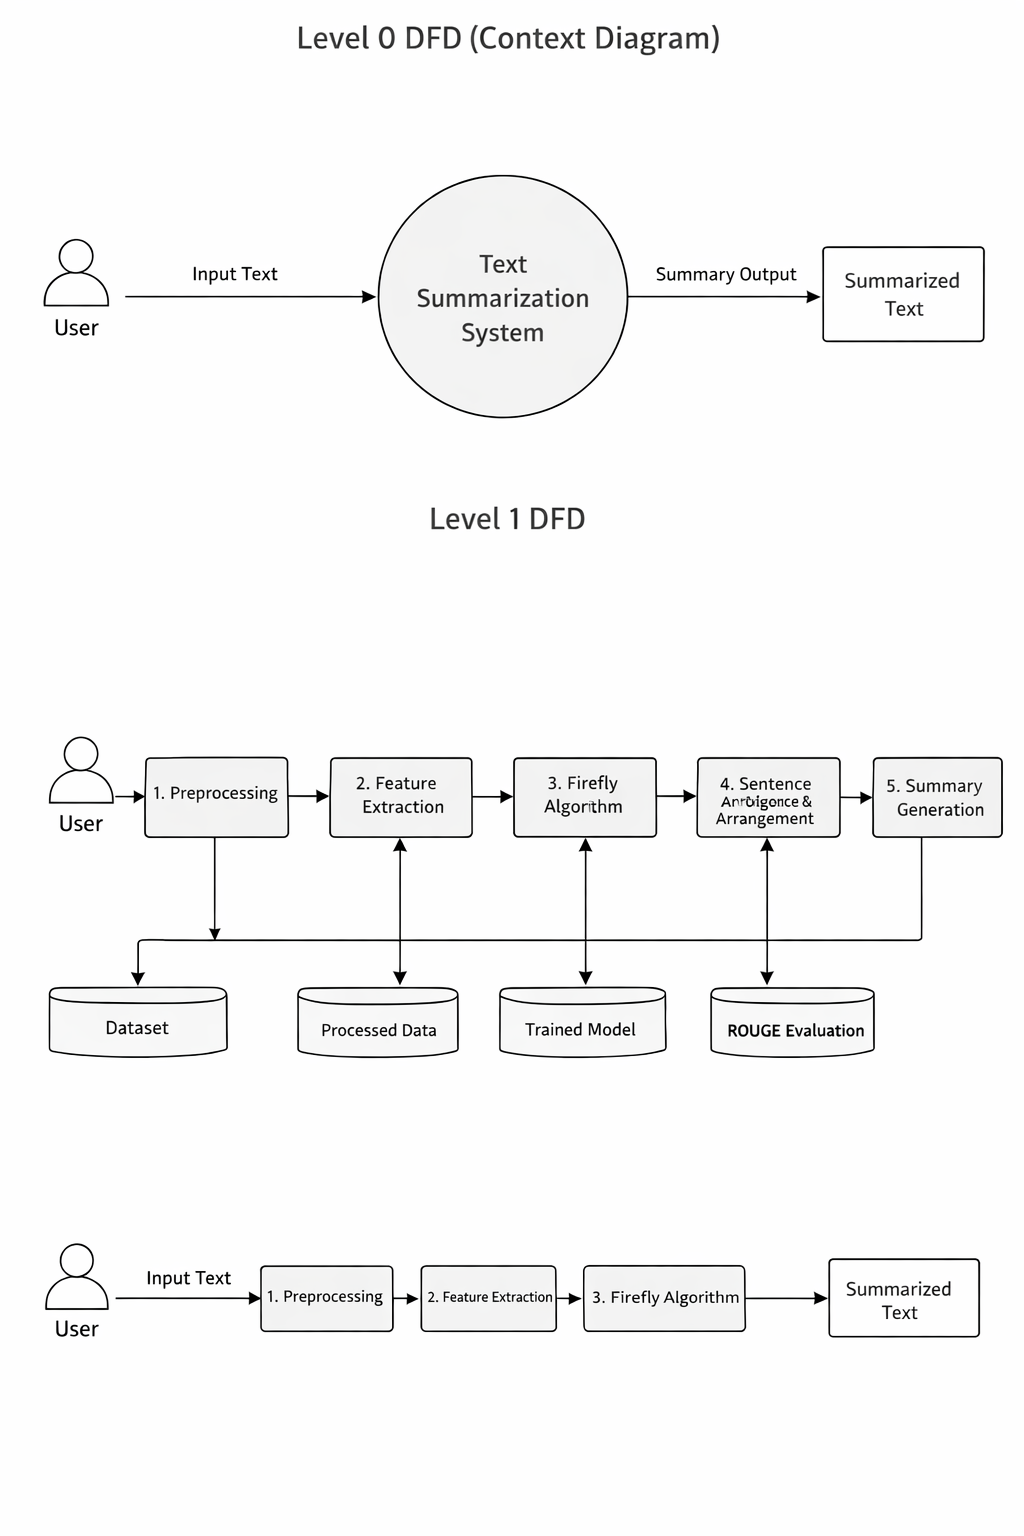 Level 0 DFD (Context Diagram)
Input Text
Summary Output
Text
Summarization
System
Summarized
Text
User
Level 1 DFD
1. Preprocessing
2. Feature
Extraction
3. Firefly
Algorithm
4. Sentence
&
Arrangement
5. Summary
Generation
User
Dataset
Processed Data
Trained Model
ROUGE Evaluation
Input Text
1. Preprocessing
2. Feature Extraction
3. Firefly Algorithm
Summarized
Text
User